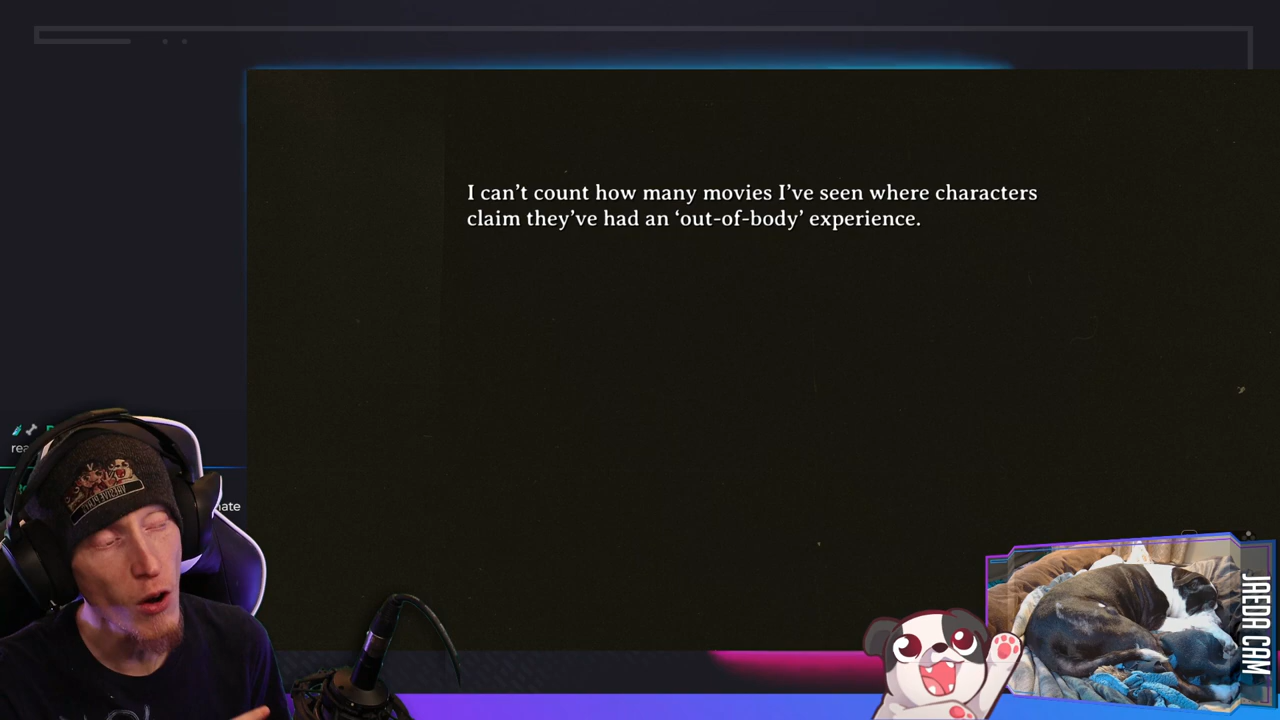 I can't count how many movies I've seen where characters
claim they've had an ‘out-of-body’ experience.
JAEDA CAM